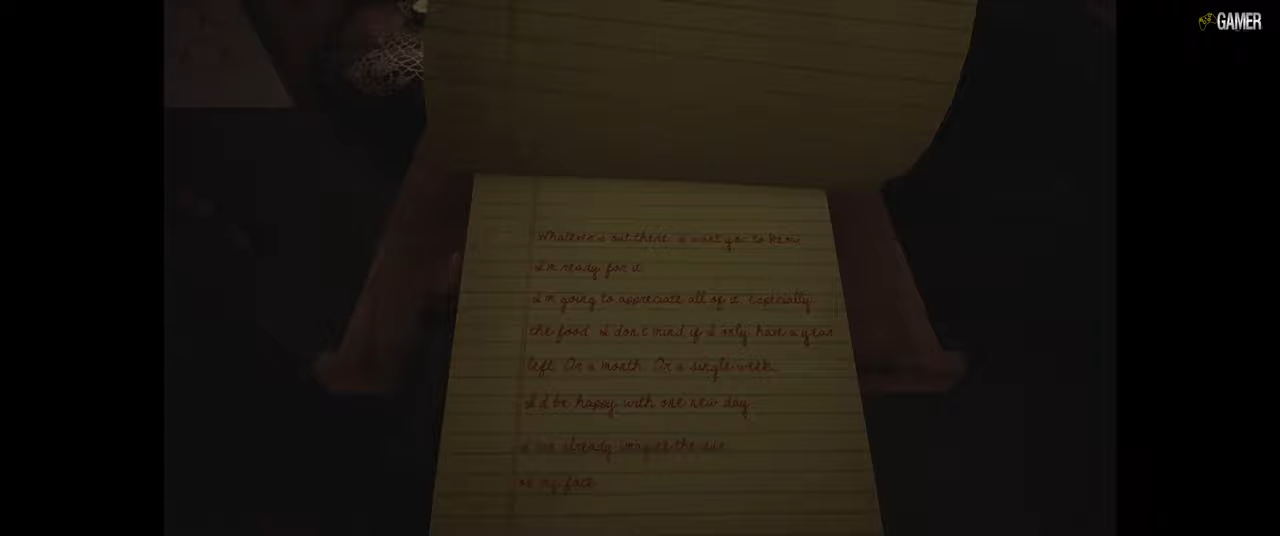 GAMER
Whatever is out there, I want you to know
I'm ready for it.
I'm going to appreciate all of it. Especially
the food. I don't mind if I only have a year
left. Or a month. Or a single week.
I'd be happy with one new day.
I can already the sun
on my face.